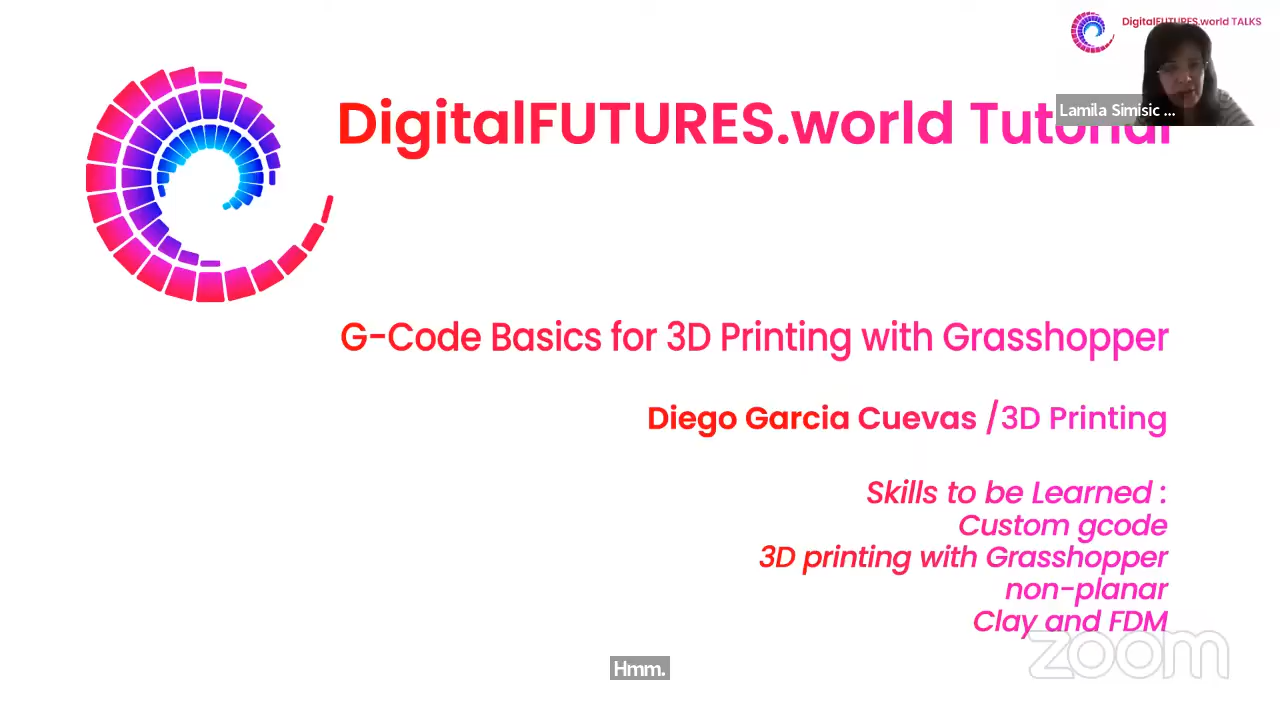 DigitalFUTURES.world TALKS
Lamila Simisic ...
DigitalFUTURES.world Tutorial
G-Code Basics for 3D Printing with Grasshopper
Diego Garcia Cuevas /3D Printing
Skills to be Learned :
Custom gcode
3D printing with Grasshopper
non-planar
Clay and FDM
zoom
Hmm.